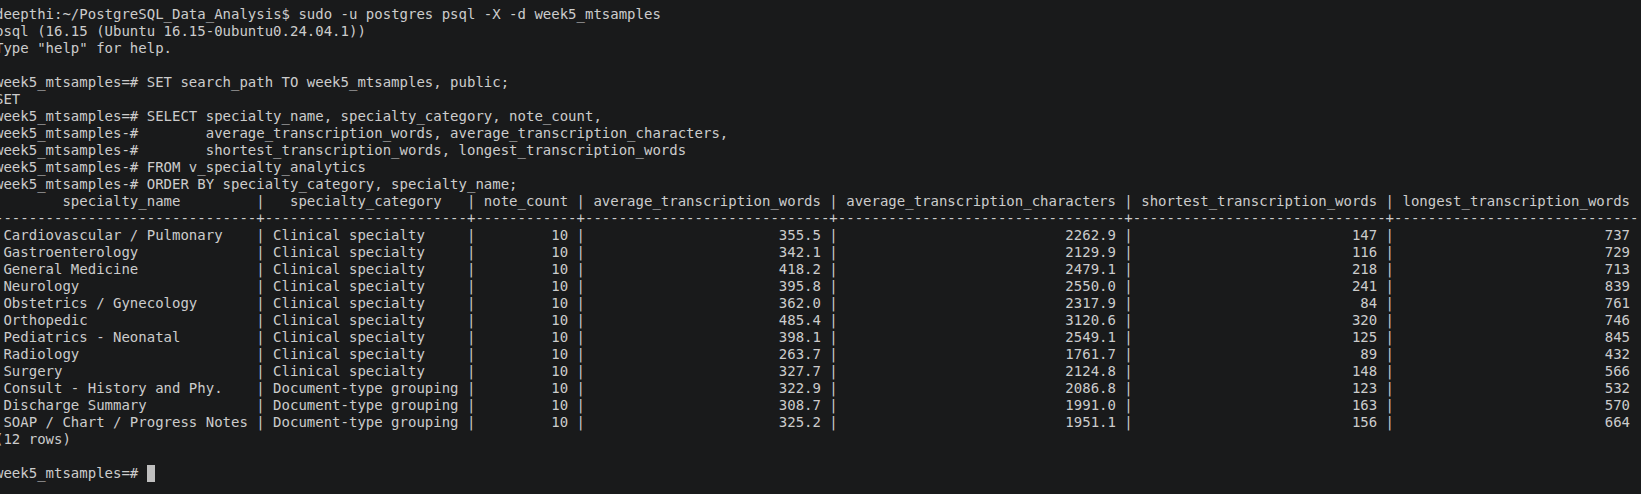 deepthi:~/PostgreSQL_Data_Analysis$ sudo -u postgres psql -X -d week5_mtsamples
psql (16.15 (Ubuntu 16.15-0ubuntu0.24.04.1))
Type "help" for help.

week5_mtsamples=# SET search_path TO week5_mtsamples, public;
SET
week5_mtsamples=# SELECT specialty_name, specialty_category, note_count,
week5_mtsamples-#        average_transcription_words, average_transcription_characters,
week5_mtsamples-#        shortest_transcription_words, longest_transcription_words
week5_mtsamples-# FROM v_specialty_analytics
week5_mtsamples-# ORDER BY specialty_category, specialty_name;
       specialty_name         |   specialty_category    | note_count | average_transcription_words | average_transcription_characters | shortest_transcription_words | longest_transcription_words
------------------------------+-------------------------+------------+-----------------------------+----------------------------------+------------------------------+-----------------------------
 Cardiovascular / Pulmonary   | Clinical specialty      |         10 |                       355.5 |                           2262.9 |                          147 |                         737
 Gastroenterology             | Clinical specialty      |         10 |                       342.1 |                           2129.9 |                          116 |                         729
 General Medicine             | Clinical specialty      |         10 |                       418.2 |                           2479.1 |                          218 |                         713
 Neurology                    | Clinical specialty      |         10 |                       395.8 |                           2550.0 |                          241 |                         839
 Obstetrics / Gynecology      | Clinical specialty      |         10 |                       362.0 |                           2317.9 |                           84 |                         761
 Orthopedic                   | Clinical specialty      |         10 |                       485.4 |                           3120.6 |                          320 |                         746
 Pediatrics - Neonatal        | Clinical specialty      |         10 |                       398.1 |                           2549.1 |                          125 |                         845
 Radiology                    | Clinical specialty      |         10 |                       263.7 |                           1761.7 |                           89 |                         432
 Surgery                      | Clinical specialty      |         10 |                       327.7 |                           2124.8 |                          148 |                         566
 Consult - History and Phy.   | Document-type grouping  |         10 |                       322.9 |                           2086.8 |                          123 |                         532
 Discharge Summary            | Document-type grouping  |         10 |                       308.7 |                           1991.0 |                          163 |                         570
 SOAP / Chart / Progress Notes | Document-type grouping |         10 |                       325.2 |                           1951.1 |                          156 |                         664
(12 rows)

week5_mtsamples=#